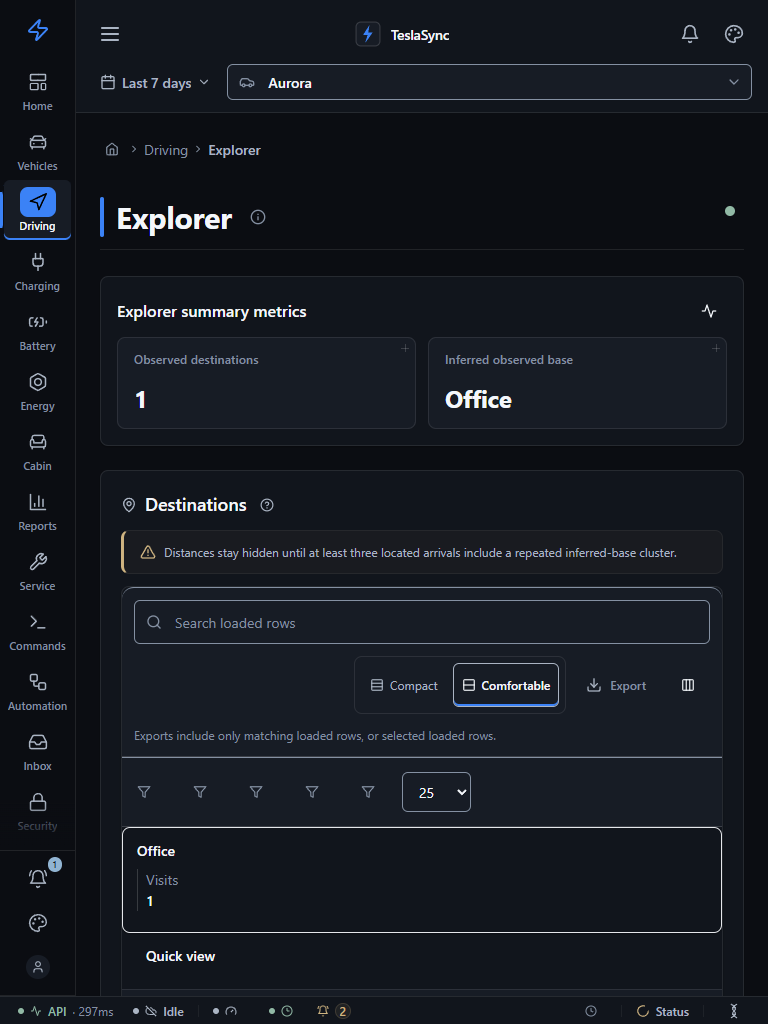 TeslaSync
Last 7 days
Aurora
Home
Vehicles
Driving
Charging
Battery
Energy
Cabin
Reports
Service
Commands
Automation
Inbox
Security
1
Driving
Explorer
Explorer
Explorer summary metrics
Observed destinations
1
Inferred observed base
Office
Destinations
Distances stay hidden until at least three located arrivals include a repeated inferred-base cluster.
Search loaded rows
Compact
Comfortable
Export
Exports include only matching loaded rows, or selected loaded rows.
25
Office
Visits
1
Quick view
API · 297ms
Idle
2
Status